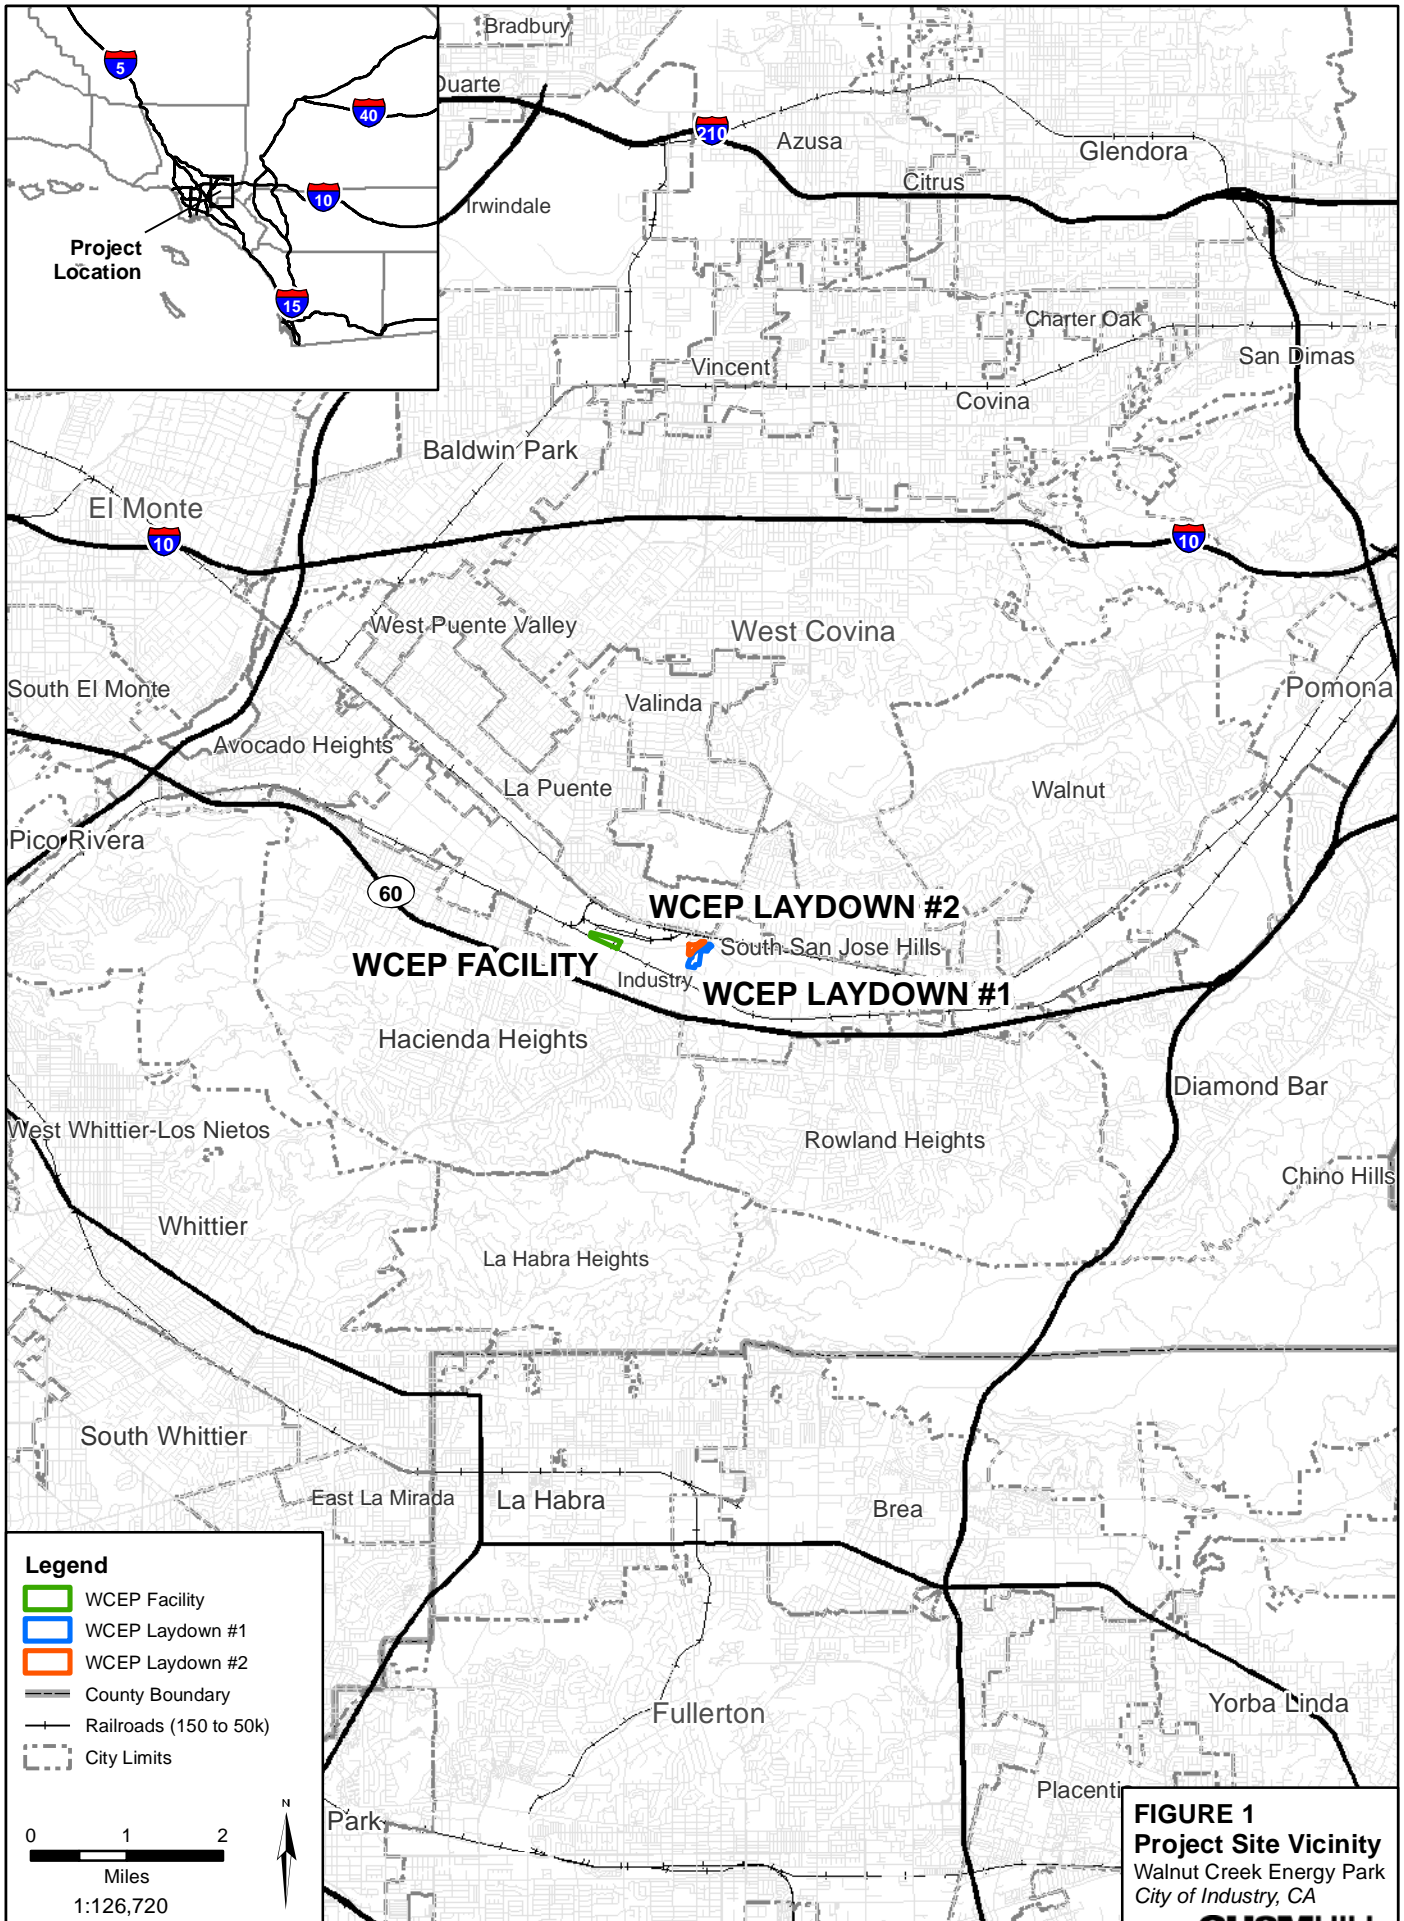 Bradbury
5
Duarte
40
210
Azusa
Glendora
Citrus
10
Irwindale
Project
Location
15
Charter Oak
San Dimas
Vincent
Covina
Baldwin Park
El Monte
10
10
West Puente Valley
West Covina
South El Monte
Valinda
Pomona
Avocado Heights
La Puente
Walnut
Pico Rivera
60
WCEP LAYDOWN #2
South San Jose Hills
WCEP FACILITY
Industry
WCEP LAYDOWN #1
Hacienda Heights
Diamond Bar
West Whittier-Los Nietos
Rowland Heights
Chino Hills
Whittier
La Habra Heights
South Whittier
East La Mirada
La Habra
Brea
Fullerton
Yorba Linda
Placentia
Park
Legend
WCEP Facility
WCEP Laydown #1
WCEP Laydown #2
County Boundary
Railroads (150 to 50k)
City Limits
N
0 1 2
Miles
1:126,720
FIGURE 1
Project Site Vicinity
Walnut Creek Energy Park
City of Industry, CA